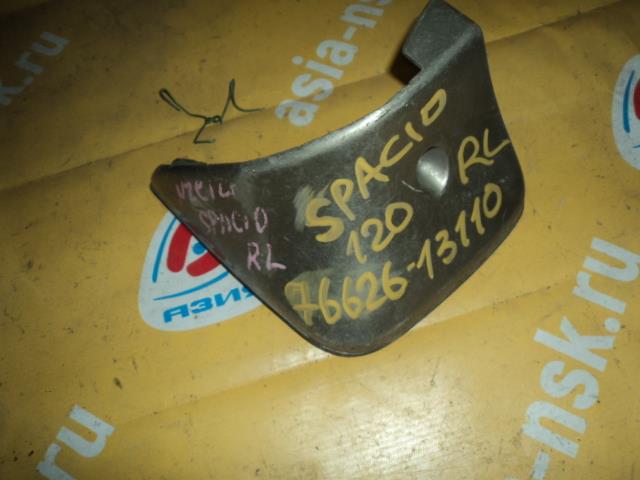 asia-nsk
nsk.ru
SPACIO
120
RL
76626-13110
SPACIO
RL
АЗИЯ
nsk.ru
.ru